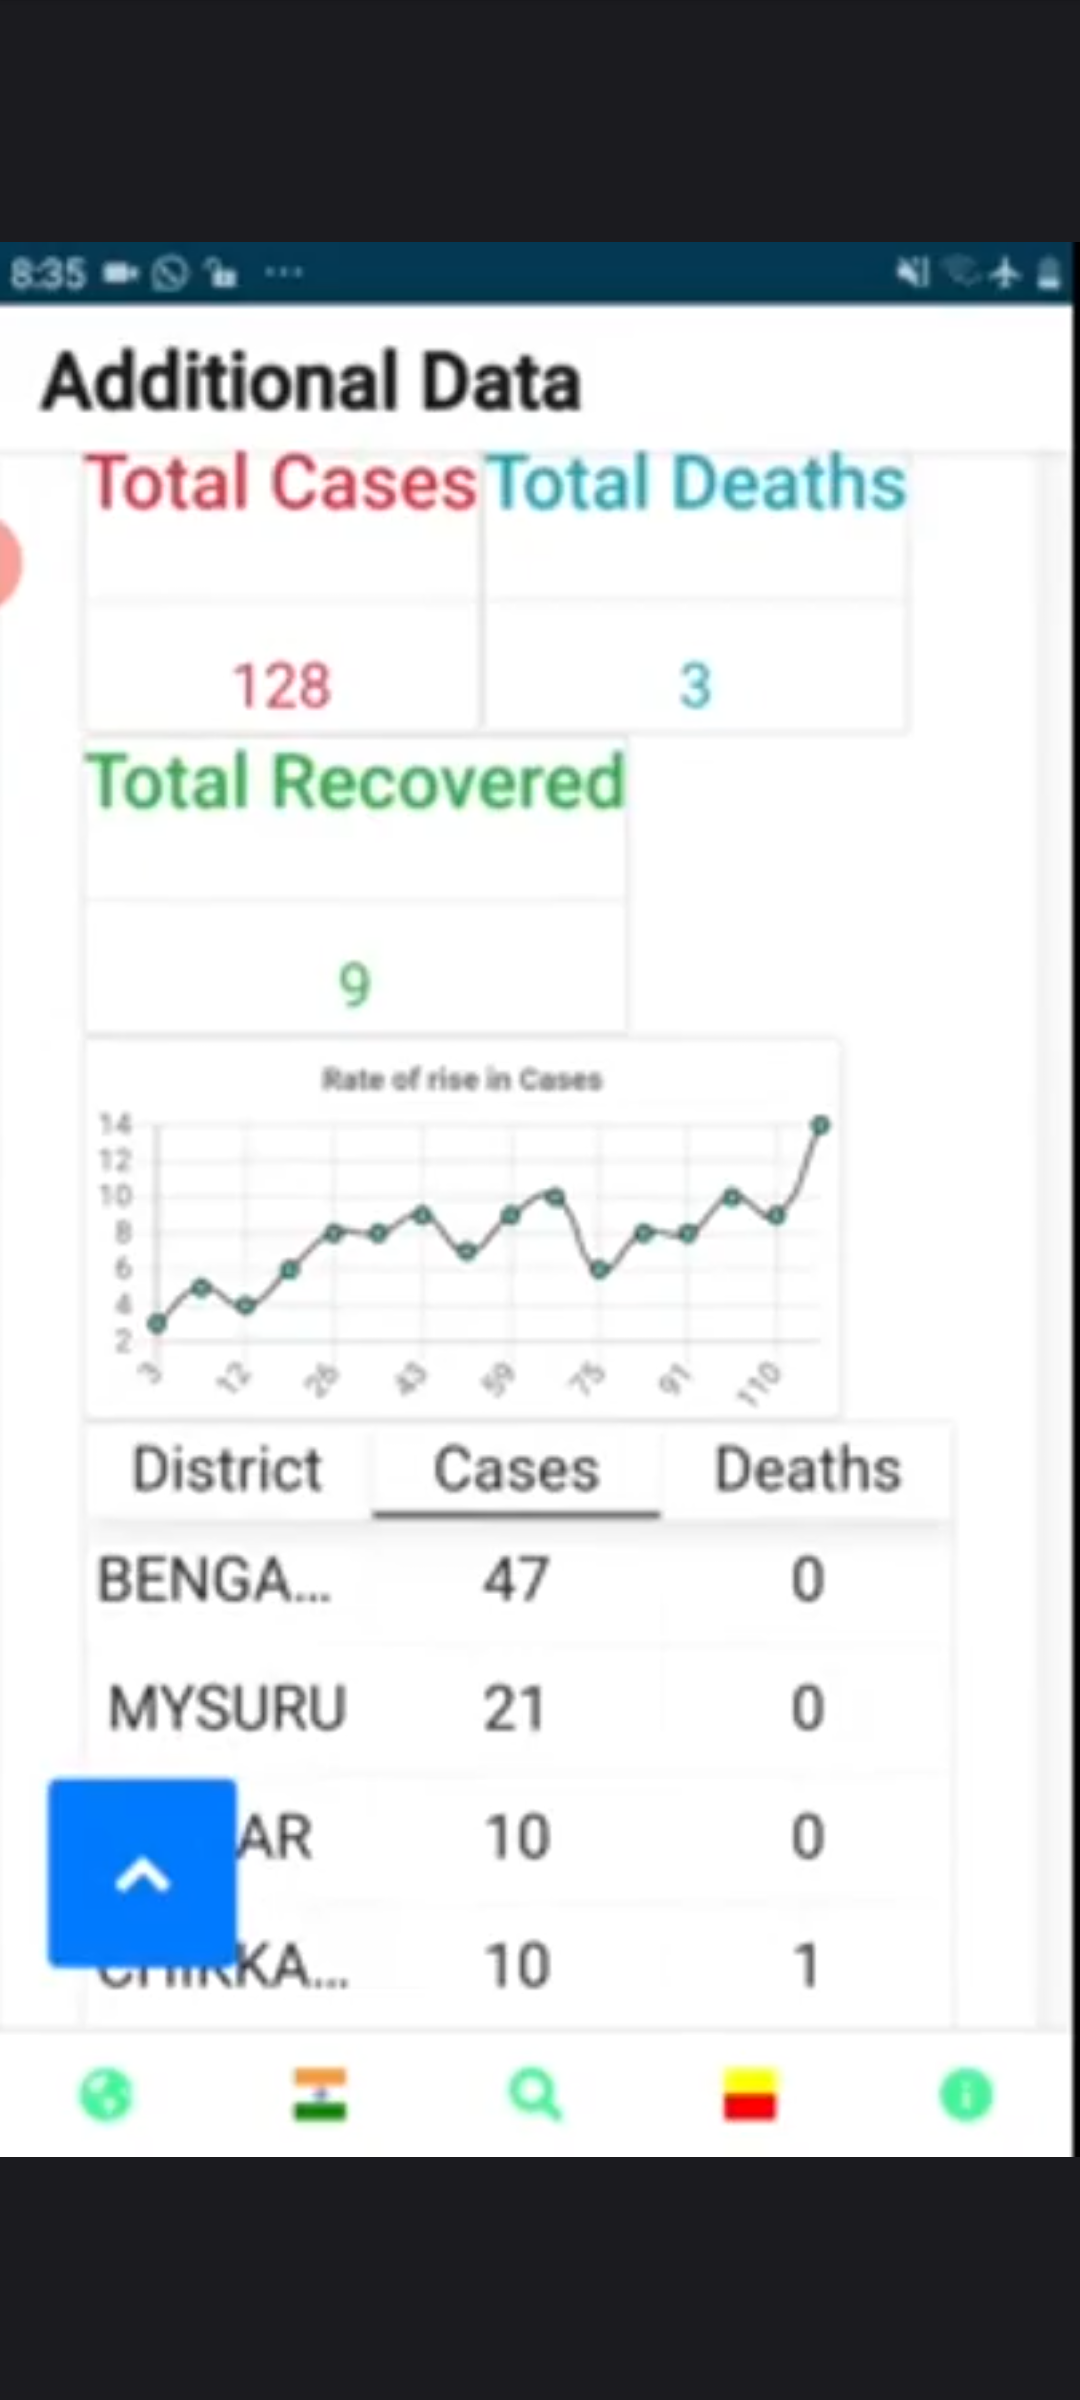 8:35
Additional Data
Total Cases Total Deaths
128 3
Total Recovered
9
Rate of rise in Cases
14
12
10
8
6
4
2
3 12 26 43 59 75 91 110
District Cases Deaths
BENGA... 47 0
MYSURU 21 0
AR 10 0
KA... 10 1